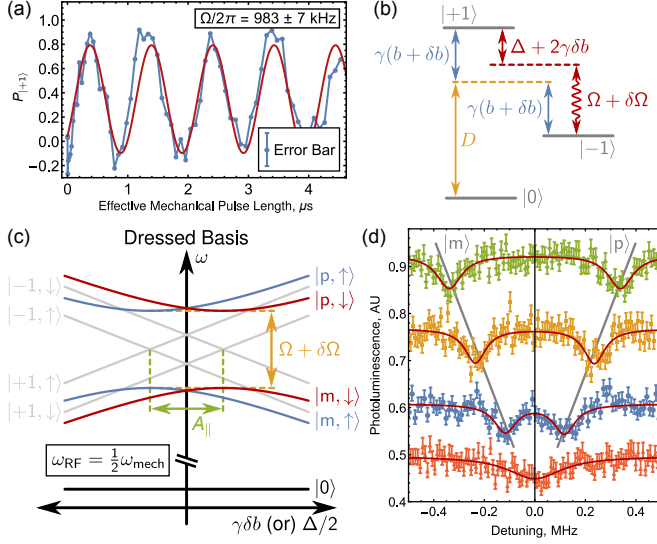 (a)
Ω/2π = 983 ± 7 kHz
P|+1⟩
1.0
0.8
0.6
0.4
0.2
0.0
−0.2
Error Bar
0 1 2 3 4
Effective Mechanical Pulse Length, μs
(b)
|+1⟩
γ(b + δb)
Δ + 2γδb
γ(b + δb)
Ω + δΩ
D
|−1⟩
|0⟩
(c)
Dressed Basis
ω
|−1, ↓⟩
|−1, ↑⟩
|+1, ↑⟩
|+1, ↓⟩
|p, ↑⟩
|p, ↓⟩
Ω + δΩ
|m, ↓⟩
|m, ↑⟩
A∥
ωRF = 1/2 ωmech
|0⟩
γδb (or) Δ/2
(d)
|m⟩
|p⟩
Photoluminescence, AU
0.9
0.8
0.7
0.6
0.5
0.4
−0.4 −0.2 0.0 0.2 0.4
Detuning, MHz